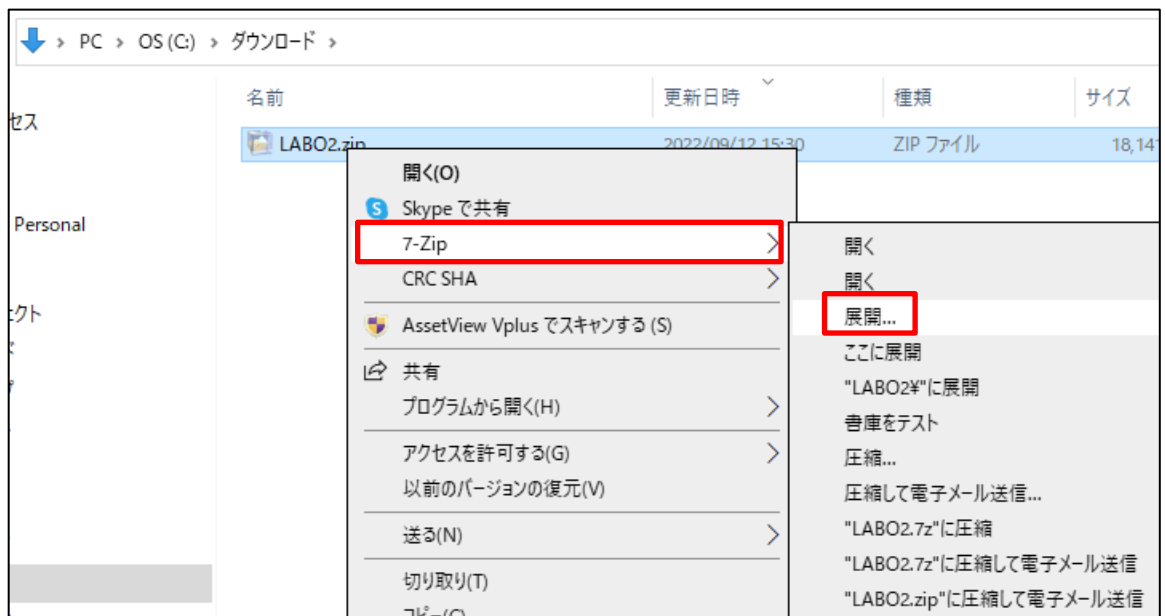 PC > OS (C:) > ダウンロード >
名前 更新日時 種類 サイズ
セス
LABO2.zip 2022/09/12 15:30 ZIP ファイル 18,14
開く(O)
Skype で共有
Personal
7-Zip
開く
CRC SHA
開く
クト
展開...
AssetView Vplus でスキャンする (S)
ここに展開
共有
"LABO2¥"に展開
プログラムから開く(H)
書庫をテスト
アクセスを許可する(G)
圧縮...
以前のバージョンの復元(V)
圧縮して電子メール送信...
送る(N)
"LABO2.7z"に圧縮
"LABO2.7z"に圧縮して電子メール送信
切り取り(T)
"LABO2.zip"に圧縮して電子メール送信
コピー(C)